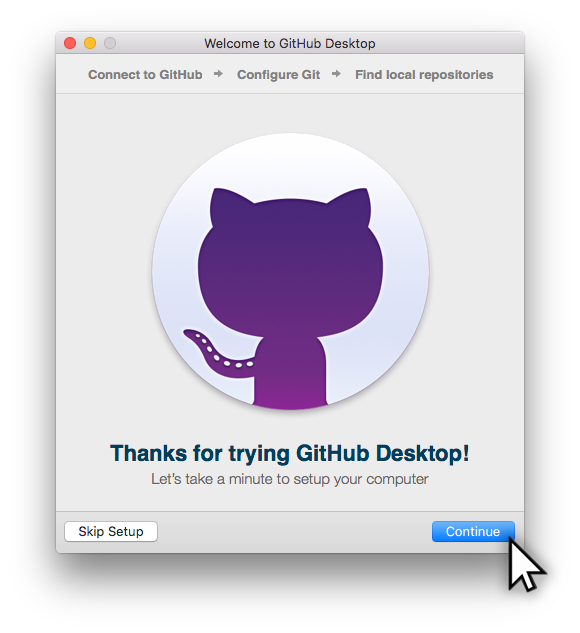 Welcome to GitHub Desktop
Connect to GitHub ➔ Configure Git ➔ Find local repositories
Thanks for trying GitHub Desktop!
Let's take a minute to setup your computer
Skip Setup
Continue